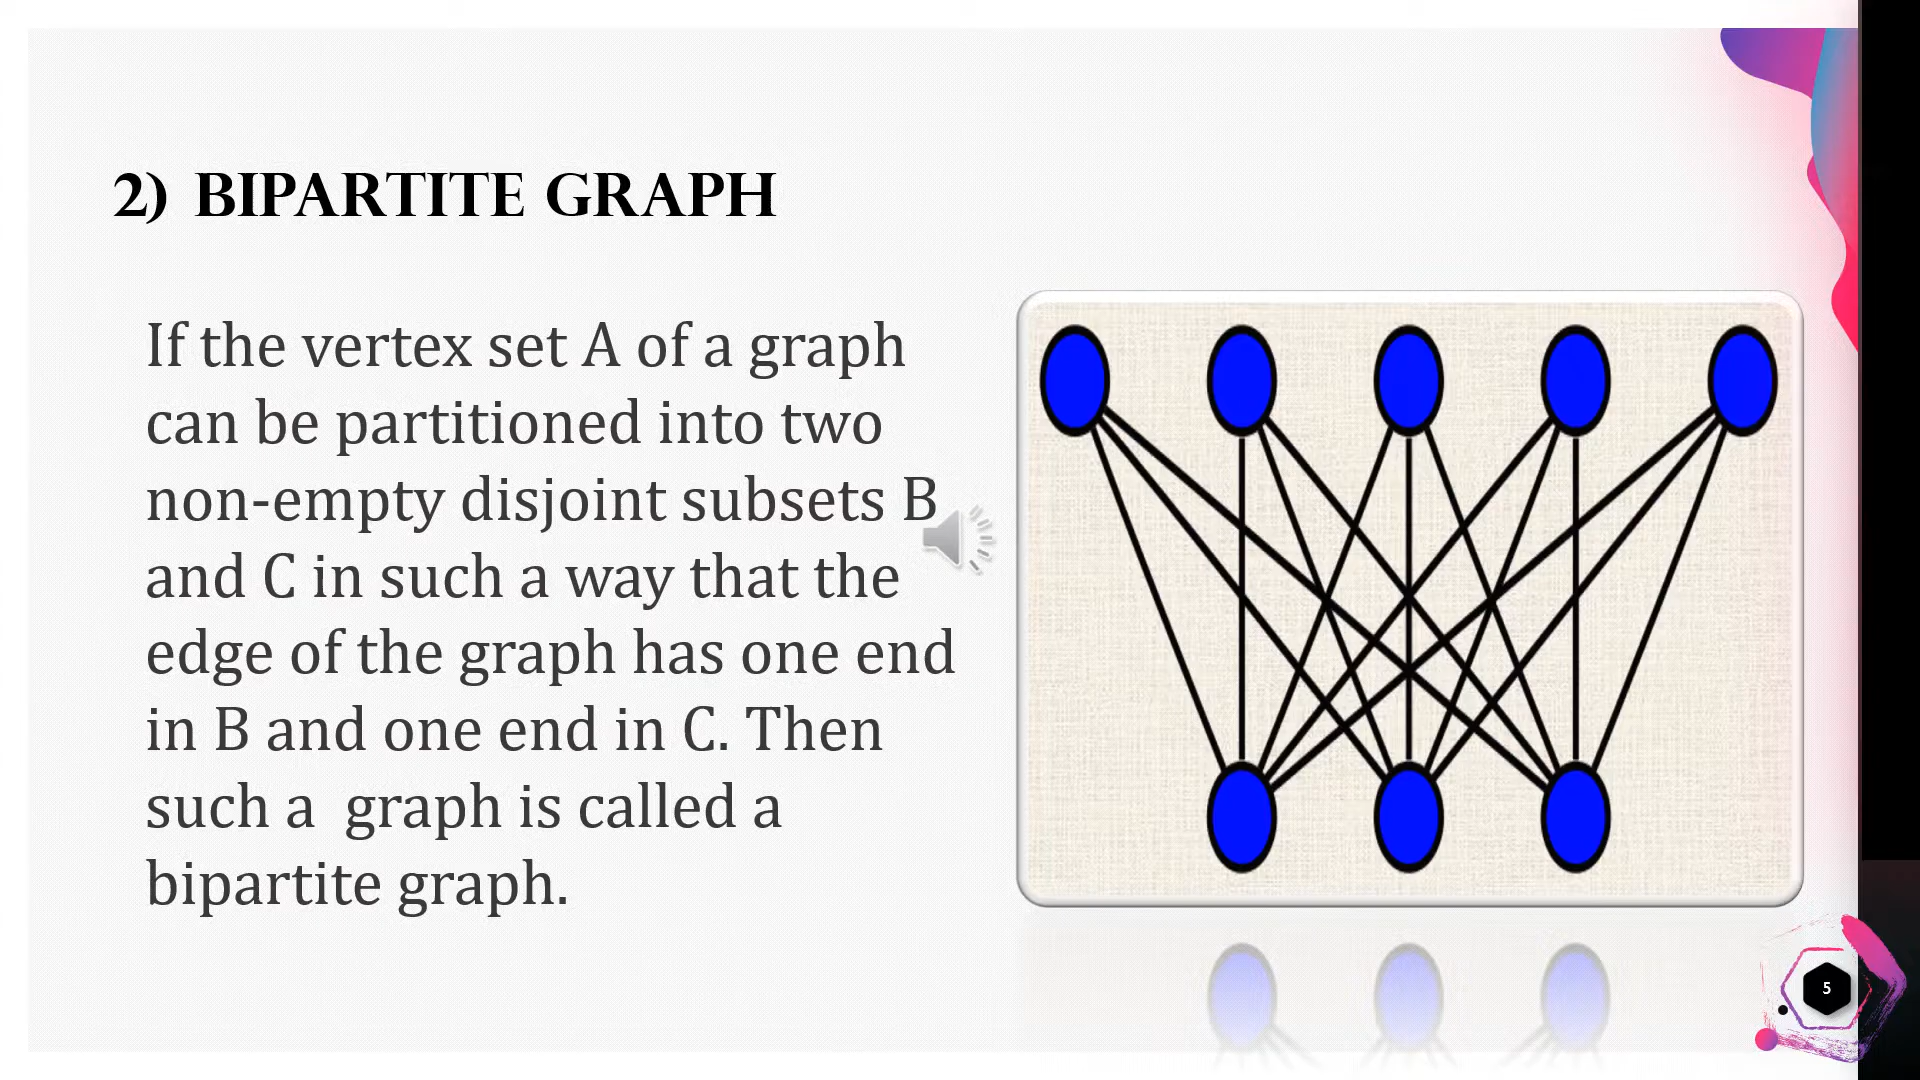 2) BIPARTITE GRAPH
If the vertex set A of a graph
can be partitioned into two
non-empty disjoint subsets B
and C in such a way that the
edge of the graph has one end
in B and one end in C. Then
such a  graph is called a
bipartite graph.
5